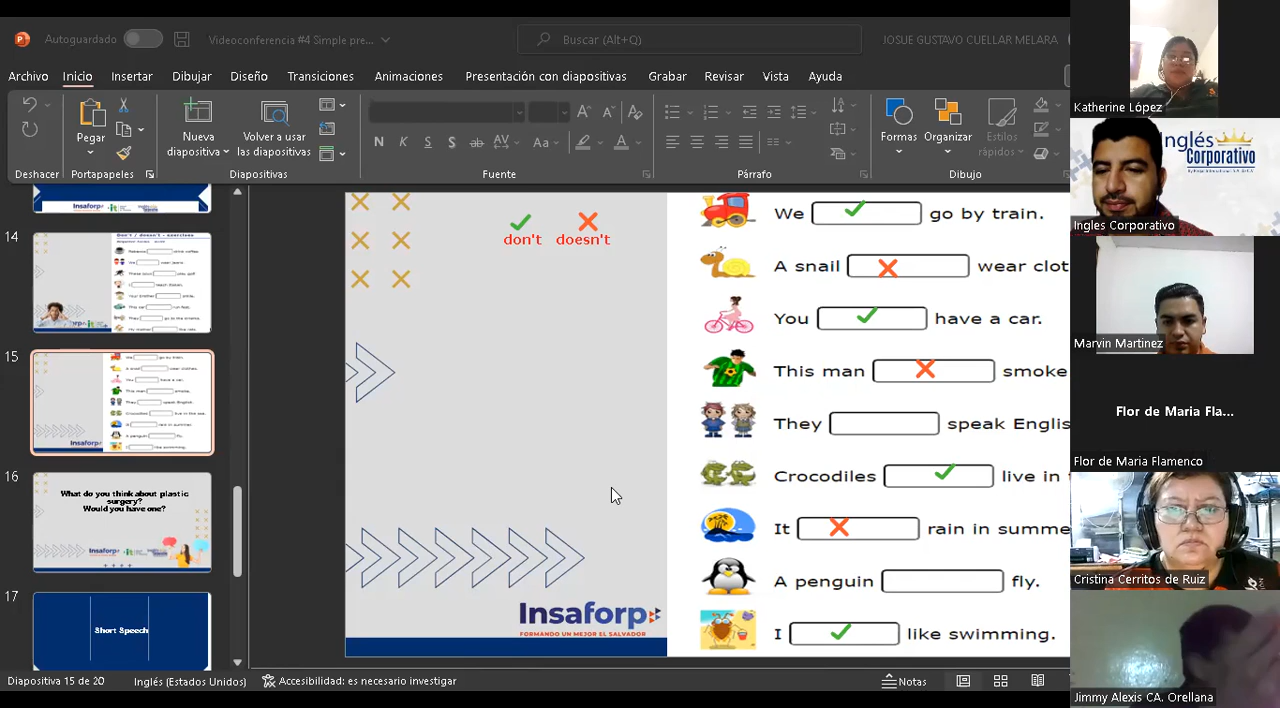 Autoguardado
Videoconferencia #4 Simple pre...
Buscar (Alt+Q)
JOSUE GUSTAVO CUELLAR MELARA
Archivo Inicio Insertar Dibujar Diseño Transiciones Animaciones Presentación con diapositivas Grabar Revisar Vista Ayuda
Pegar
Nueva diapositiva
Volver a usar las diapositivas
N K S S ab AV Aa A
Formas
Organizar
Estilos rápidos
Deshacer Portapapeles Diapositivas Fuente Párrafo Dibujo
14
Don't / doesn't - exercises
15
16
What do you think about plastic
surgery?
Would you have one?
17
Short Speech
don't doesn't
We go by train.
A snail wear clot
You have a car.
This man smoke
They speak Englis
Crocodiles live in t
It rain in summe
A penguin fly.
I like swimming.
Insaforp
FORMANDO UN MEJOR EL SALVADOR
Diapositiva 15 de 20
Inglés (Estados Unidos)
Accesibilidad: es necesario investigar
Notas
Katherine López
Inglés
Corporativo
Ingles Corporativo
Marvin Martinez
Flor de Maria Fla...
Flor de Maria Flamenco
Cristina Cerritos de Ruiz
Jimmy Alexis CA. Orellana